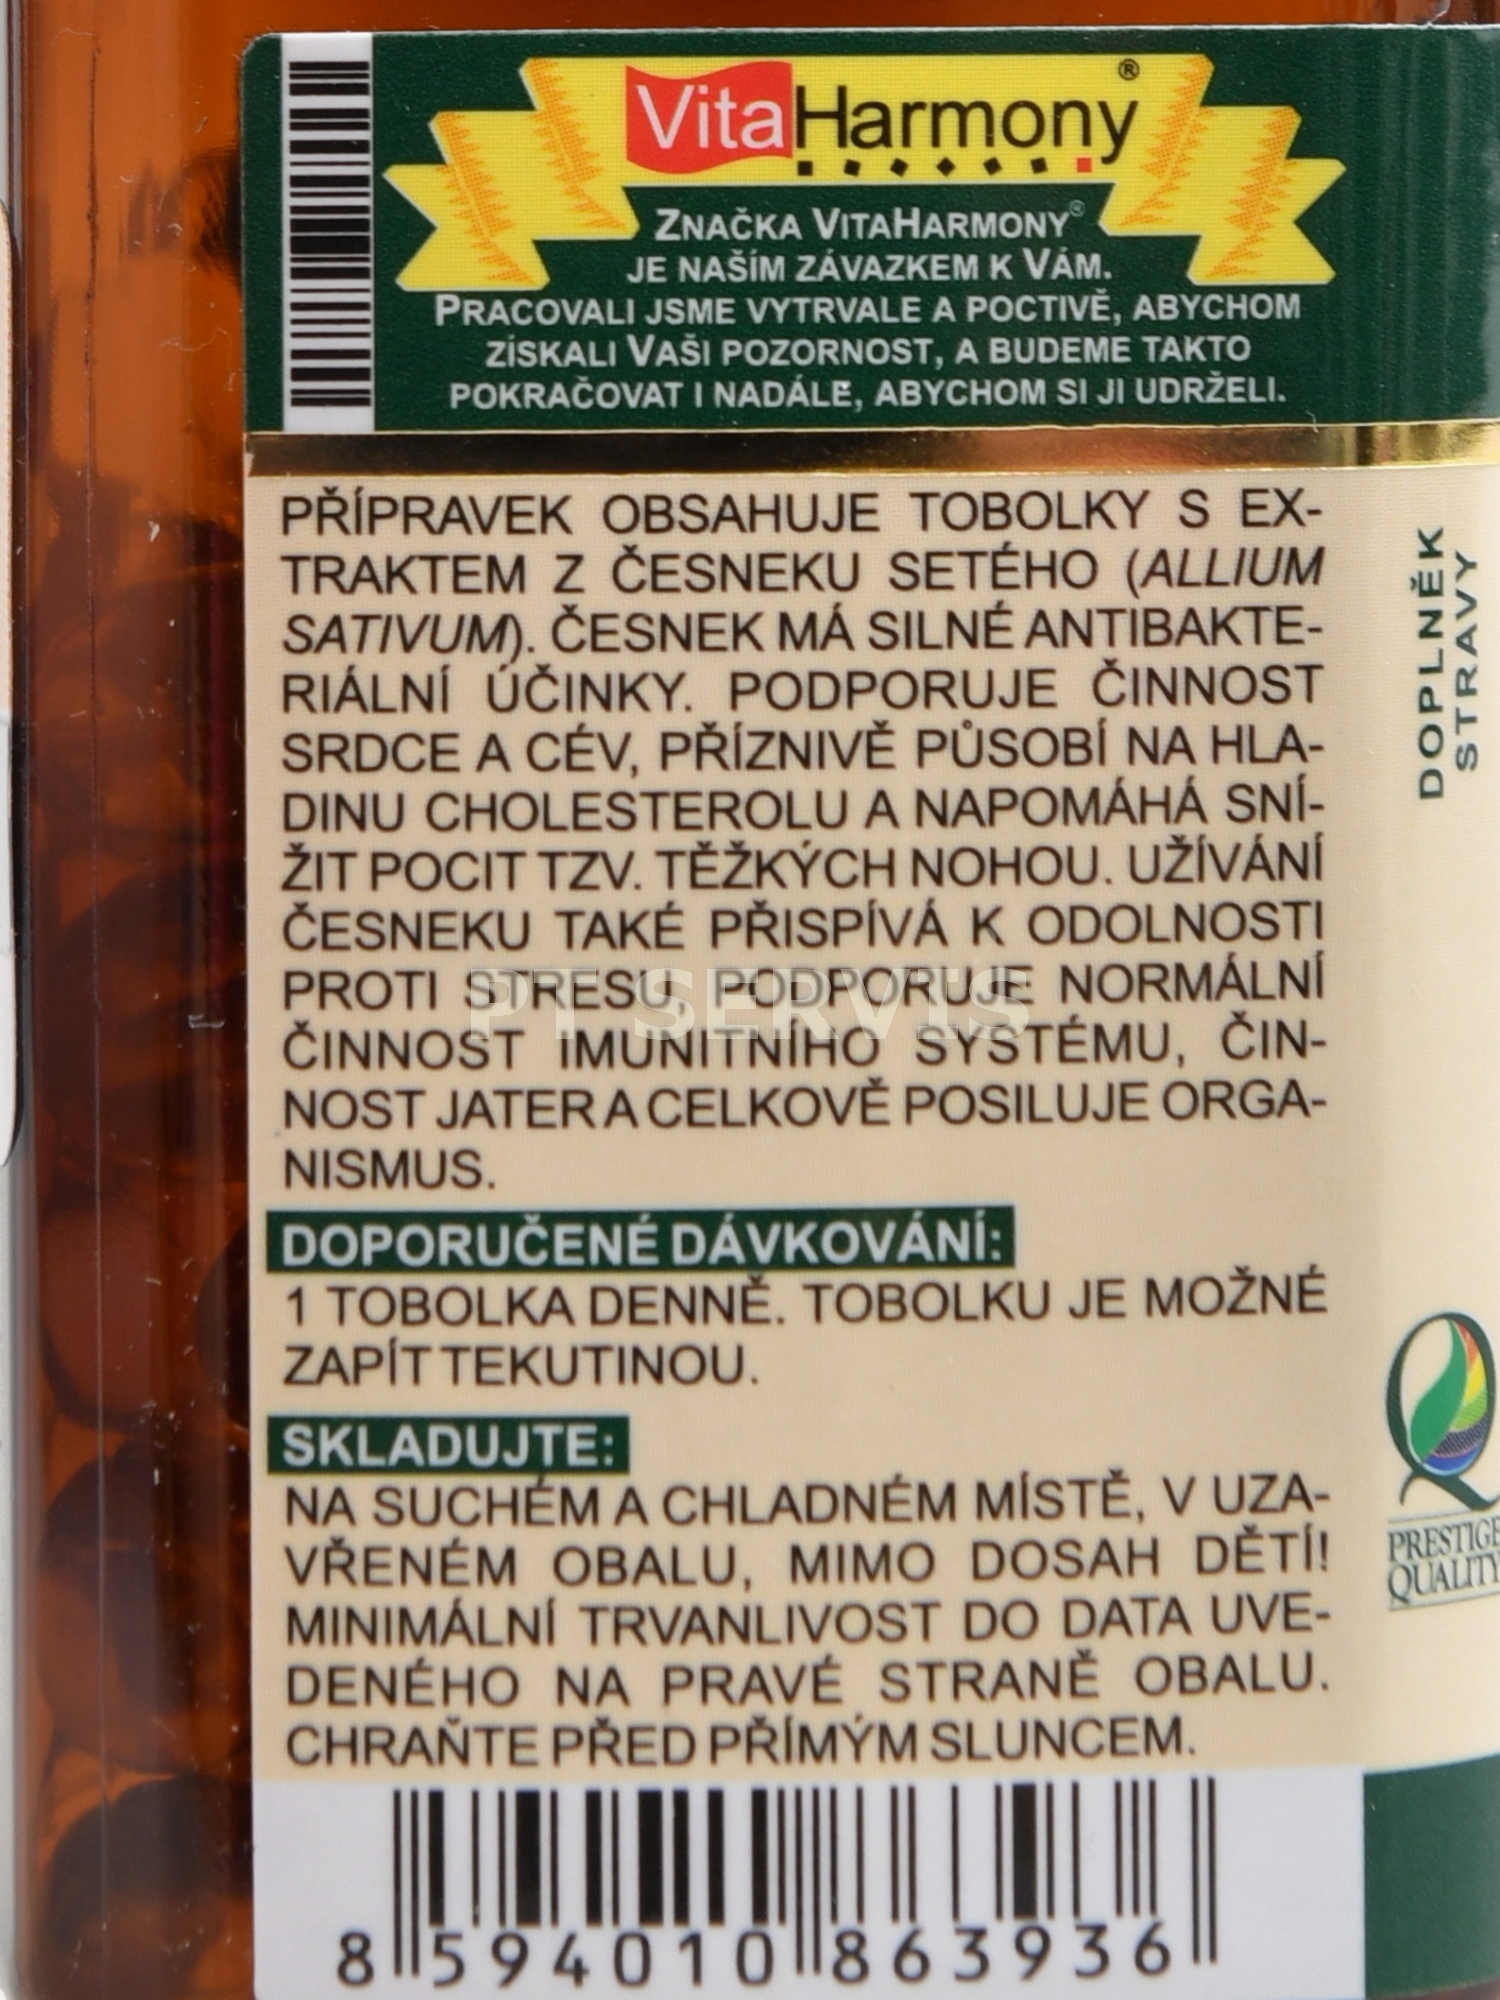 VitaHarmony®
ZNAČKA VITAHARMONY®
JE NAŠÍM ZÁVAZKEM K VÁM.
PRACOVALI JSME VYTRVALE A POCTIVĚ, ABYCHOM
ZÍSKALI VAŠI POZORNOST, A BUDEME TAKTO
POKRAČOVAT I NADÁLE, ABYCHOM SI JI UDRŽELI.
PŘÍPRAVEK OBSAHUJE TOBOLKY S EX-
TRAKTEM Z ČESNEKU SETÉHO (ALLIUM
SATIVUM). ČESNEK MÁ SILNÉ ANTIBAKTE-
RIÁLNÍ ÚČINKY. PODPORUJE ČINNOST
SRDCE A CÉV, PŘÍZNIVĚ PŮSOBÍ NA HLA-
DINU CHOLESTEROLU A NAPOMÁHÁ SNÍ-
ŽIT POCIT TZV. TĚŽKÝCH NOHOU. UŽÍVÁNÍ
ČESNEKU TAKÉ PŘISPÍVÁ K ODOLNOSTI
PROTI STRESU, PODPORUJE NORMÁLNÍ
ČINNOST IMUNITNÍHO SYSTÉMU, ČIN-
NOST JATER A CELKOVĚ POSILUJE ORGA-
NISMUS.
PT SERVIS
DOPORUČENÉ DÁVKOVÁNÍ:
1 TOBOLKA DENNĚ. TOBOLKU JE MOŽNÉ
ZAPÍT TEKUTINOU.
SKLADUJTE:
NA SUCHÉM A CHLADNÉM MÍSTĚ, V UZA-
VŘENÉM OBALU, MIMO DOSAH DĚTÍ!
MINIMÁLNÍ TRVANLIVOST DO DATA UVE-
DENÉHO NA PRAVÉ STRANĚ OBALU.
CHRAŇTE PŘED PŘÍMÝM SLUNCEM.
8 594010 863936
DOPLNĚK
STRAVY
PRESTIGE
QUALITY